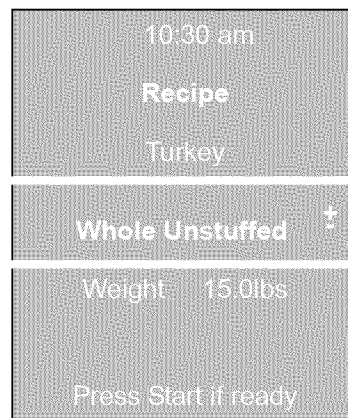 10:30 am
Recipe
Turkey
+
-
Whole Unstuffed
Weight 15.0lbs
Press Start if ready